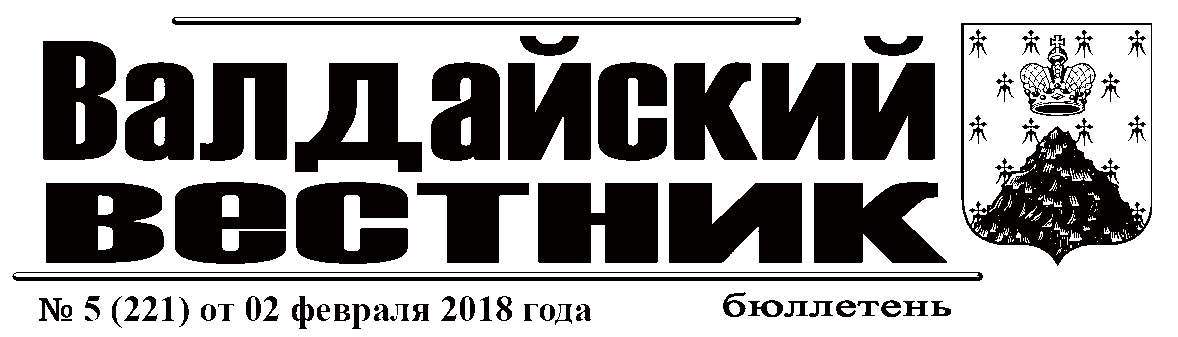 Валдайский
вестник
№ 5 (221) от 02 февраля 2018 года
бюллетень